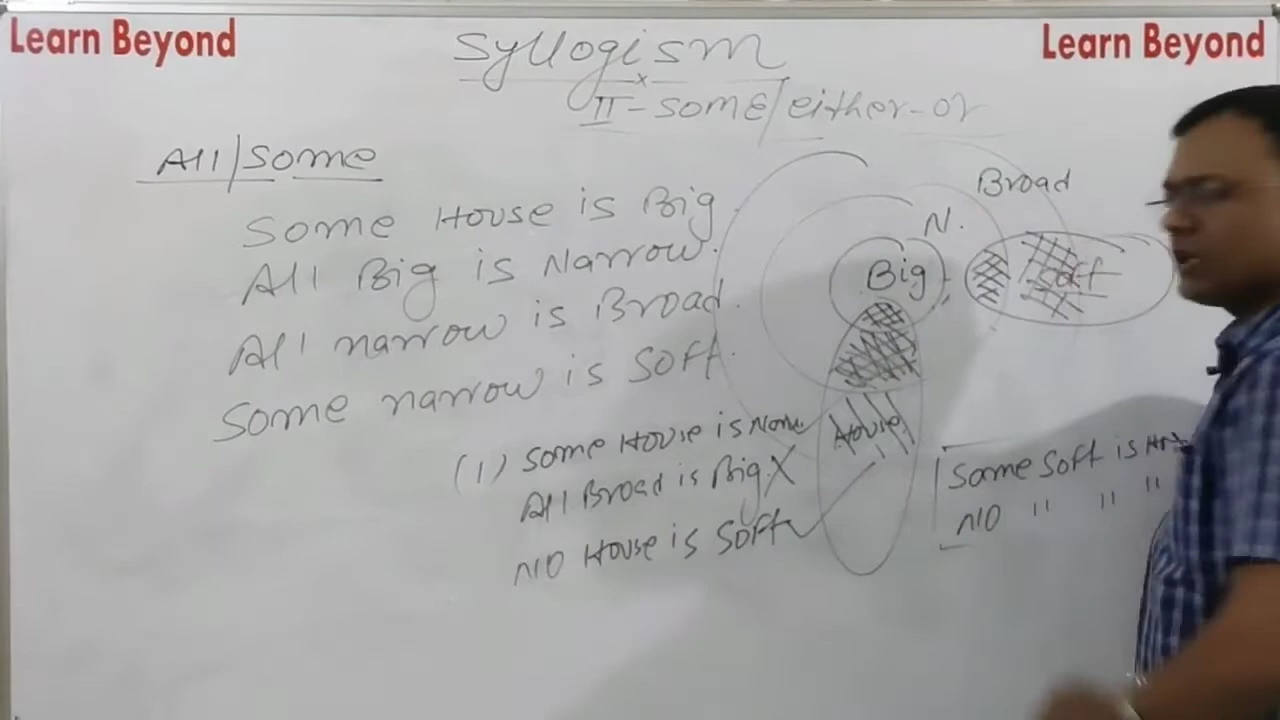 Learn Beyond
Learn Beyond
Syllogism
II - some/either-or
All/some
Some House is Big.
All Big is Narrow.
All narrow is Broad.
Some narrow is Soft.
(1) Some House is
All Broad is Big X
NO House is Soft
Broad
N.
Big
Soft
House
Some Soft is
NO " " "